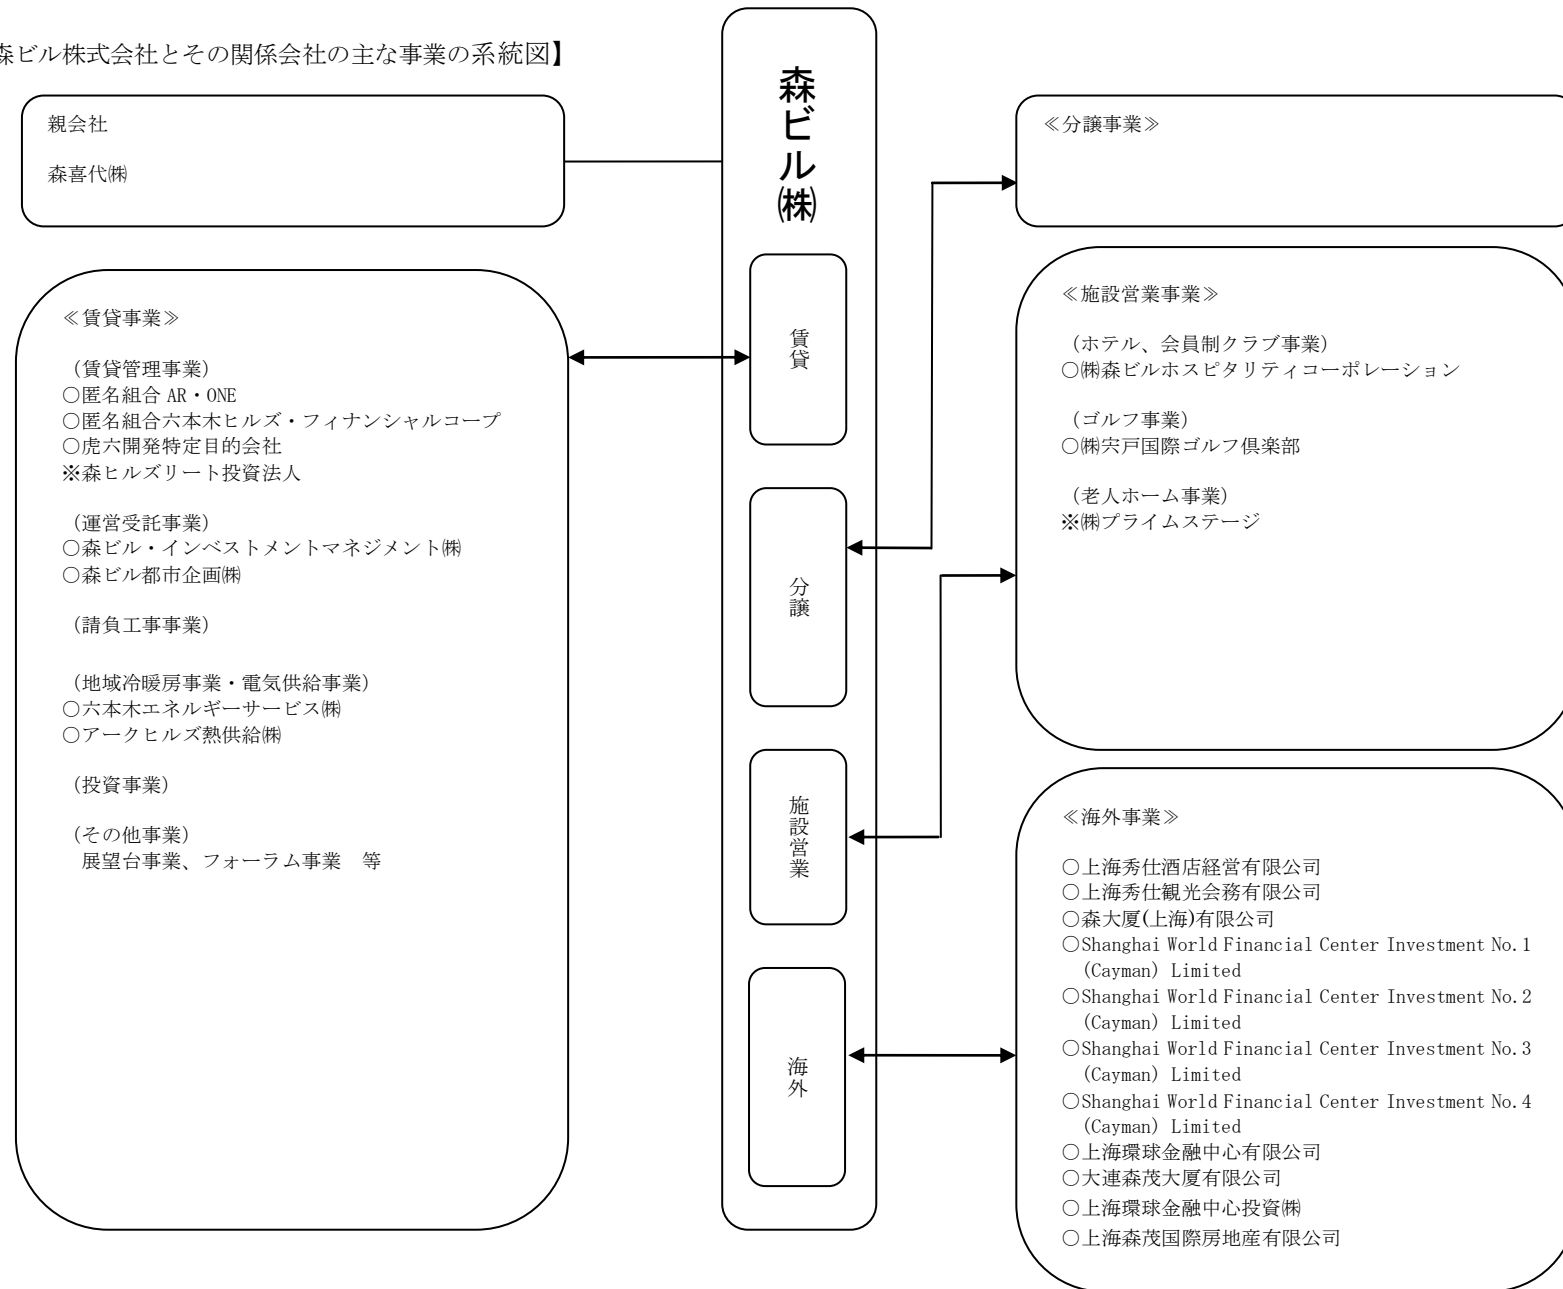 森ビル株式会社とその関係会社の主な事業の系統図】
親会社
森喜代㈱
≪賃貸事業≫
（賃貸管理事業）
○匿名組合 AR・ONE
○匿名組合六本木ヒルズ・フィナンシャルコープ
○虎六開発特定目的会社
※森ヒルズリート投資法人
（運営受託事業）
○森ビル・インベストメントマネジメント㈱
○森ビル都市企画㈱
（請負工事事業）
（地域冷暖房事業・電気供給事業）
○六本木エネルギーサービス㈱
○アークヒルズ熱供給㈱
（投資事業）
（その他事業）
展望台事業、フォーラム事業　等
森ビル㈱
賃貸
分譲
施設営業
海外
≪分譲事業≫
≪施設営業事業≫
（ホテル、会員制クラブ事業）
○㈱森ビルホスピタリティコーポレーション
（ゴルフ事業）
○㈱宍戸国際ゴルフ倶楽部
（老人ホーム事業）
※㈱プライムステージ
≪海外事業≫
○上海秀仕酒店経営有限公司
○上海秀仕観光会務有限公司
○森大厦(上海)有限公司
○Shanghai World Financial Center Investment No.1
(Cayman) Limited
○Shanghai World Financial Center Investment No.2
(Cayman) Limited
○Shanghai World Financial Center Investment No.3
(Cayman) Limited
○Shanghai World Financial Center Investment No.4
(Cayman) Limited
○上海環球金融中心有限公司
○大連森茂大厦有限公司
○上海環球金融中心投資㈱
○上海森茂国際房地産有限公司